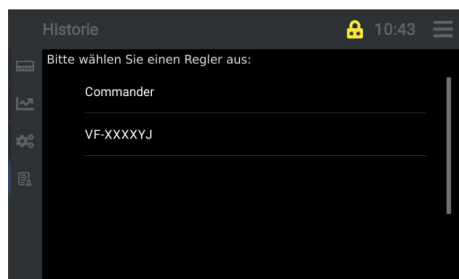 Historie
10:43
Bitte wählen Sie einen Regler aus:
Commander
VF-XXXXYJ